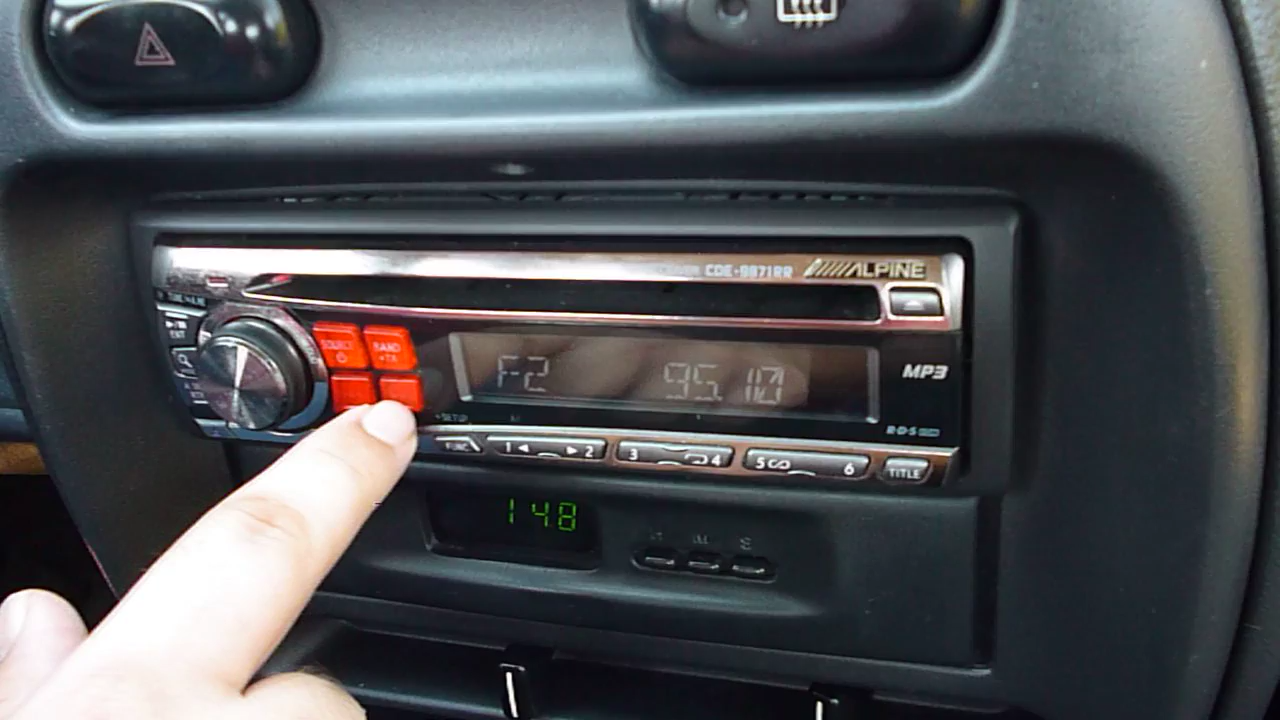 CDE-9871RR ALPINE
SOURCE BAND
F2 95.10
MP3
R·D·S
FUNC 1 2 3 4 5 6 TITLE
148